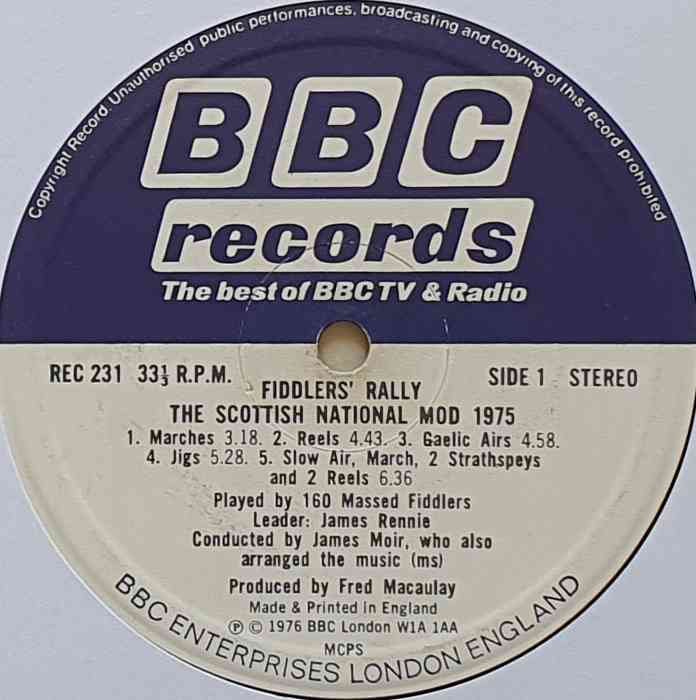 Copyright Record. Unauthorised public performances, broadcasting and copying of this record prohibited
BBC
records
The best of BBC TV & Radio
REC 231 33⅓ R.P.M.
SIDE 1 STEREO
FIDDLERS' RALLY
THE SCOTTISH NATIONAL MOD 1975
1. Marches 3.18. 2. Reels 4.43. 3. Gaelic Airs 4.58.
4. Jigs 5.28. 5. Slow Air, March, 2 Strathspeys
and 2 Reels 6.36
Played by 160 Massed Fiddlers
Leader: James Rennie
Conducted by James Moir, who also
arranged the music (ms)
Produced by Fred Macaulay
Made & Printed in England
℗ © 1976 BBC London W1A 1AA
MCPS
BBC ENTERPRISES LONDON ENGLAND